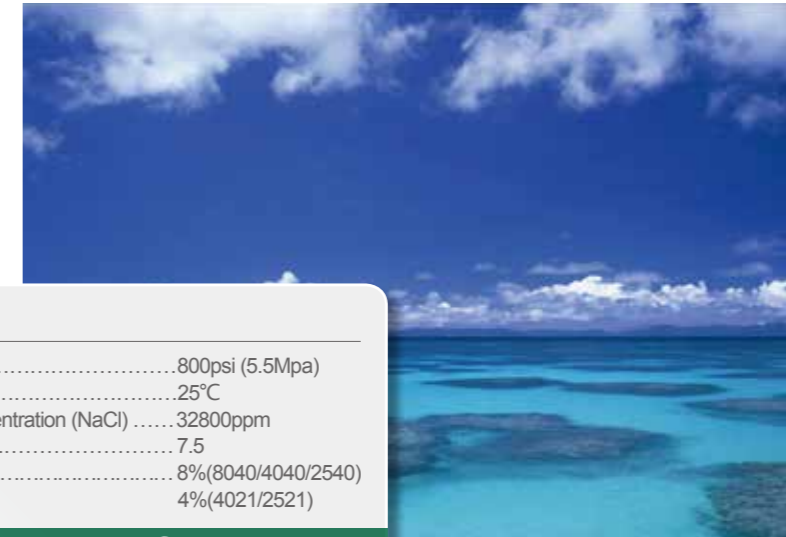 ………………………800psi (5.5Mpa)
………………………25℃
entration (NaCl) ……32800ppm
………………………7.5
………………………8%(8040/4040/2540)
4%(4021/2521)